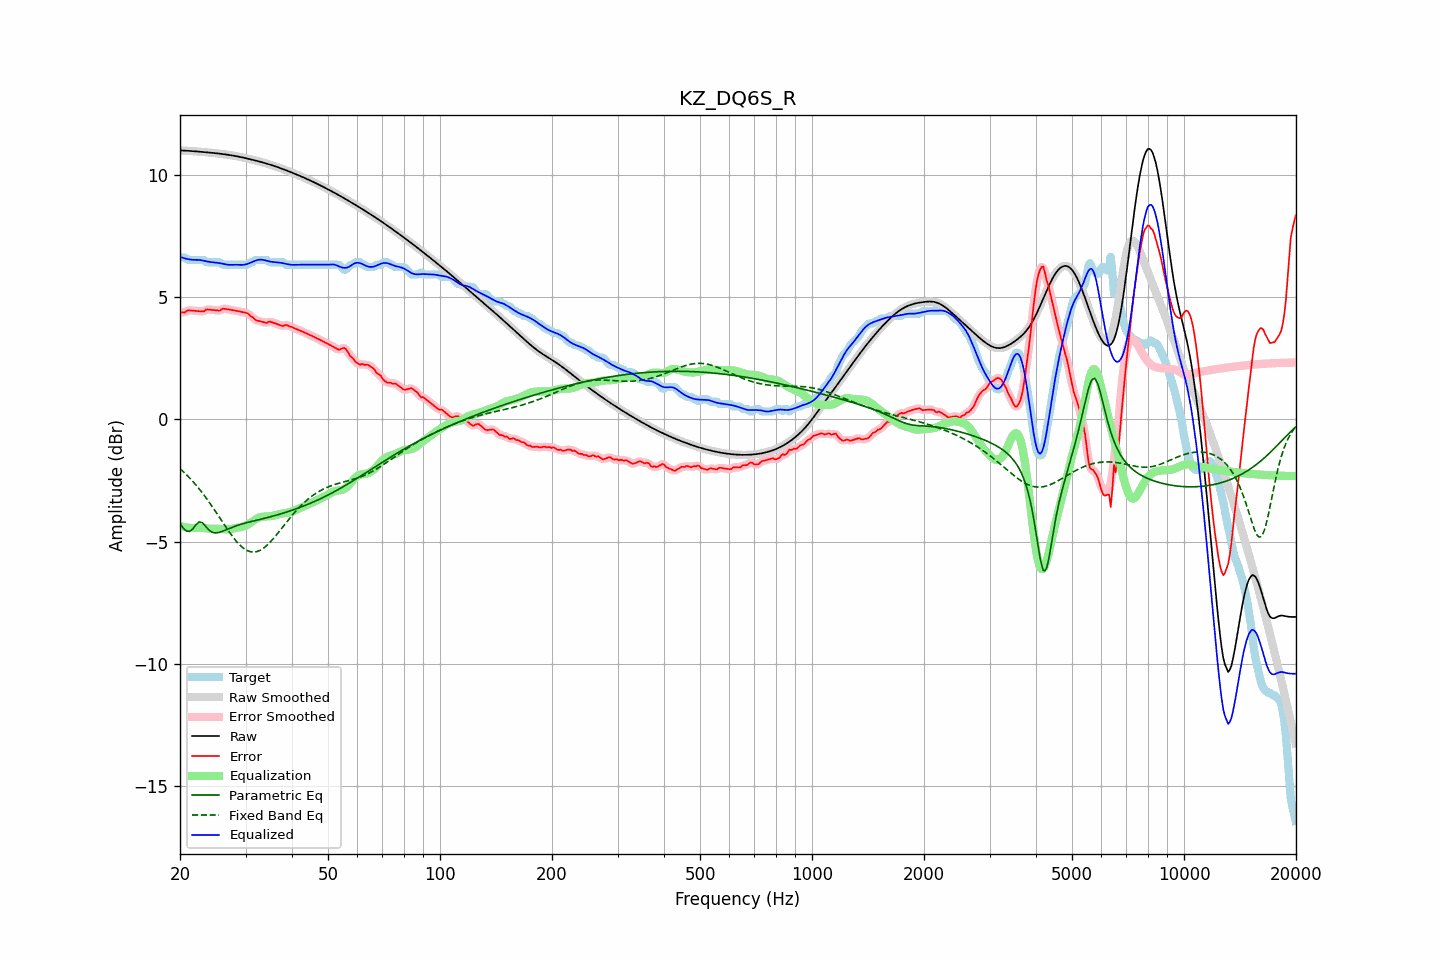 KZ_DQ6S_R
Amplitude (dBr)
10
5
0
−5
−10
−15
Target
Raw Smoothed
Error Smoothed
Raw
Error
Equalization
Parametric Eq
Fixed Band Eq
Equalized
20 50 100 200 500 1000 2000 5000 10000 20000
Frequency (Hz)